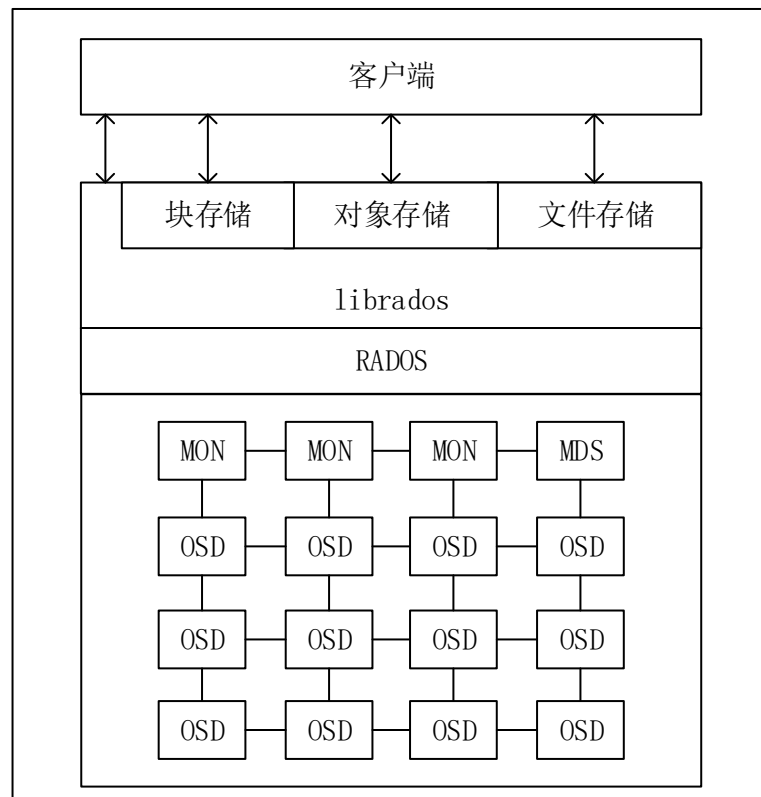 客户端
块存储 对象存储 文件存储
librados
RADOS
MON MON MON MDS
OSD OSD OSD OSD
OSD OSD OSD OSD
OSD OSD OSD OSD